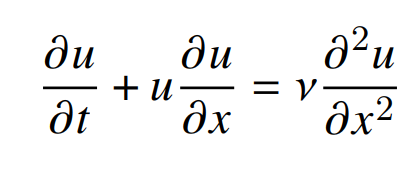 ∂u/∂t + u ∂u/∂x = ν ∂²u/∂x²